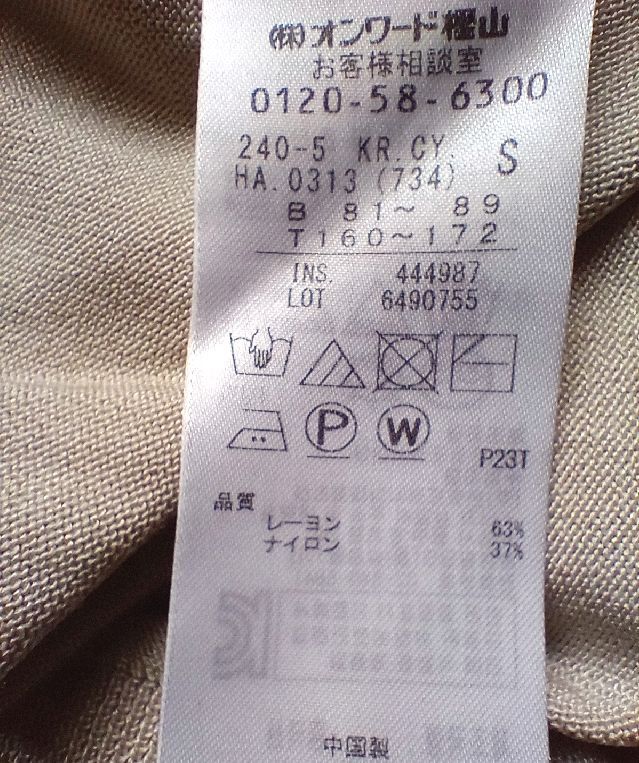 ㈱オンワード樫山
お客様相談室
0120-58-6300
240-5 KR.CY. S
HA.0313 (734)
B 81～ 89
T160～172
INS. 444987
LOT 6490755
P
W
P23T
品質
レーヨン 63%
ナイロン 37%
中国製